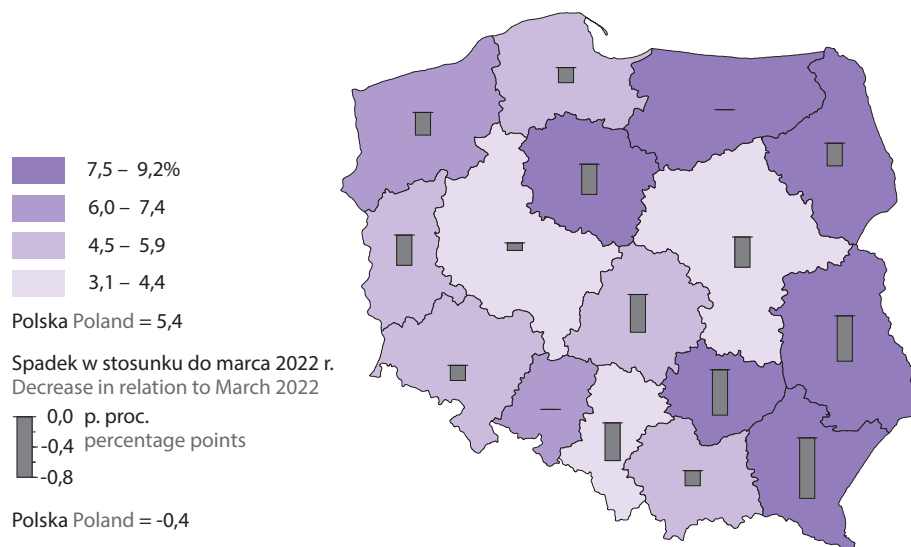 7,5 – 9,2%
6,0 – 7,4
4,5 – 5,9
3,1 – 4,4
Polska Poland = 5,4
Spadek w stosunku do marca 2022 r.
Decrease in relation to March 2022
0,0 p. proc.
-0,4 percentage points
-0,8
Polska Poland = -0,4